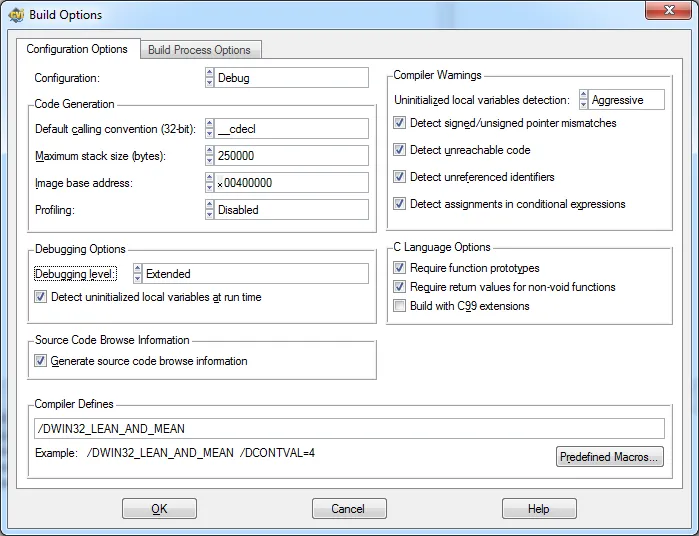 CVI Build Options
Configuration Options Build Process Options
Configuration: Debug
Code Generation
Default calling convention (32-bit): __cdecl
Maximum stack size (bytes): 250000
Image base address: x 00400000
Profiling: Disabled
Debugging Options
Debugging level: Extended
Detect uninitialized local variables at run time
Source Code Browse Information
Generate source code browse information
Compiler Warnings
Uninitialized local variables detection: Aggressive
Detect signed/unsigned pointer mismatches
Detect unreachable code
Detect unreferenced identifiers
Detect assignments in conditional expressions
C Language Options
Require function prototypes
Require return values for non-void functions
Build with C99 extensions
Compiler Defines
/DWIN32_LEAN_AND_MEAN
Example: /DWIN32_LEAN_AND_MEAN /DCONTVAL=4
Predefined Macros...
OK Cancel Help